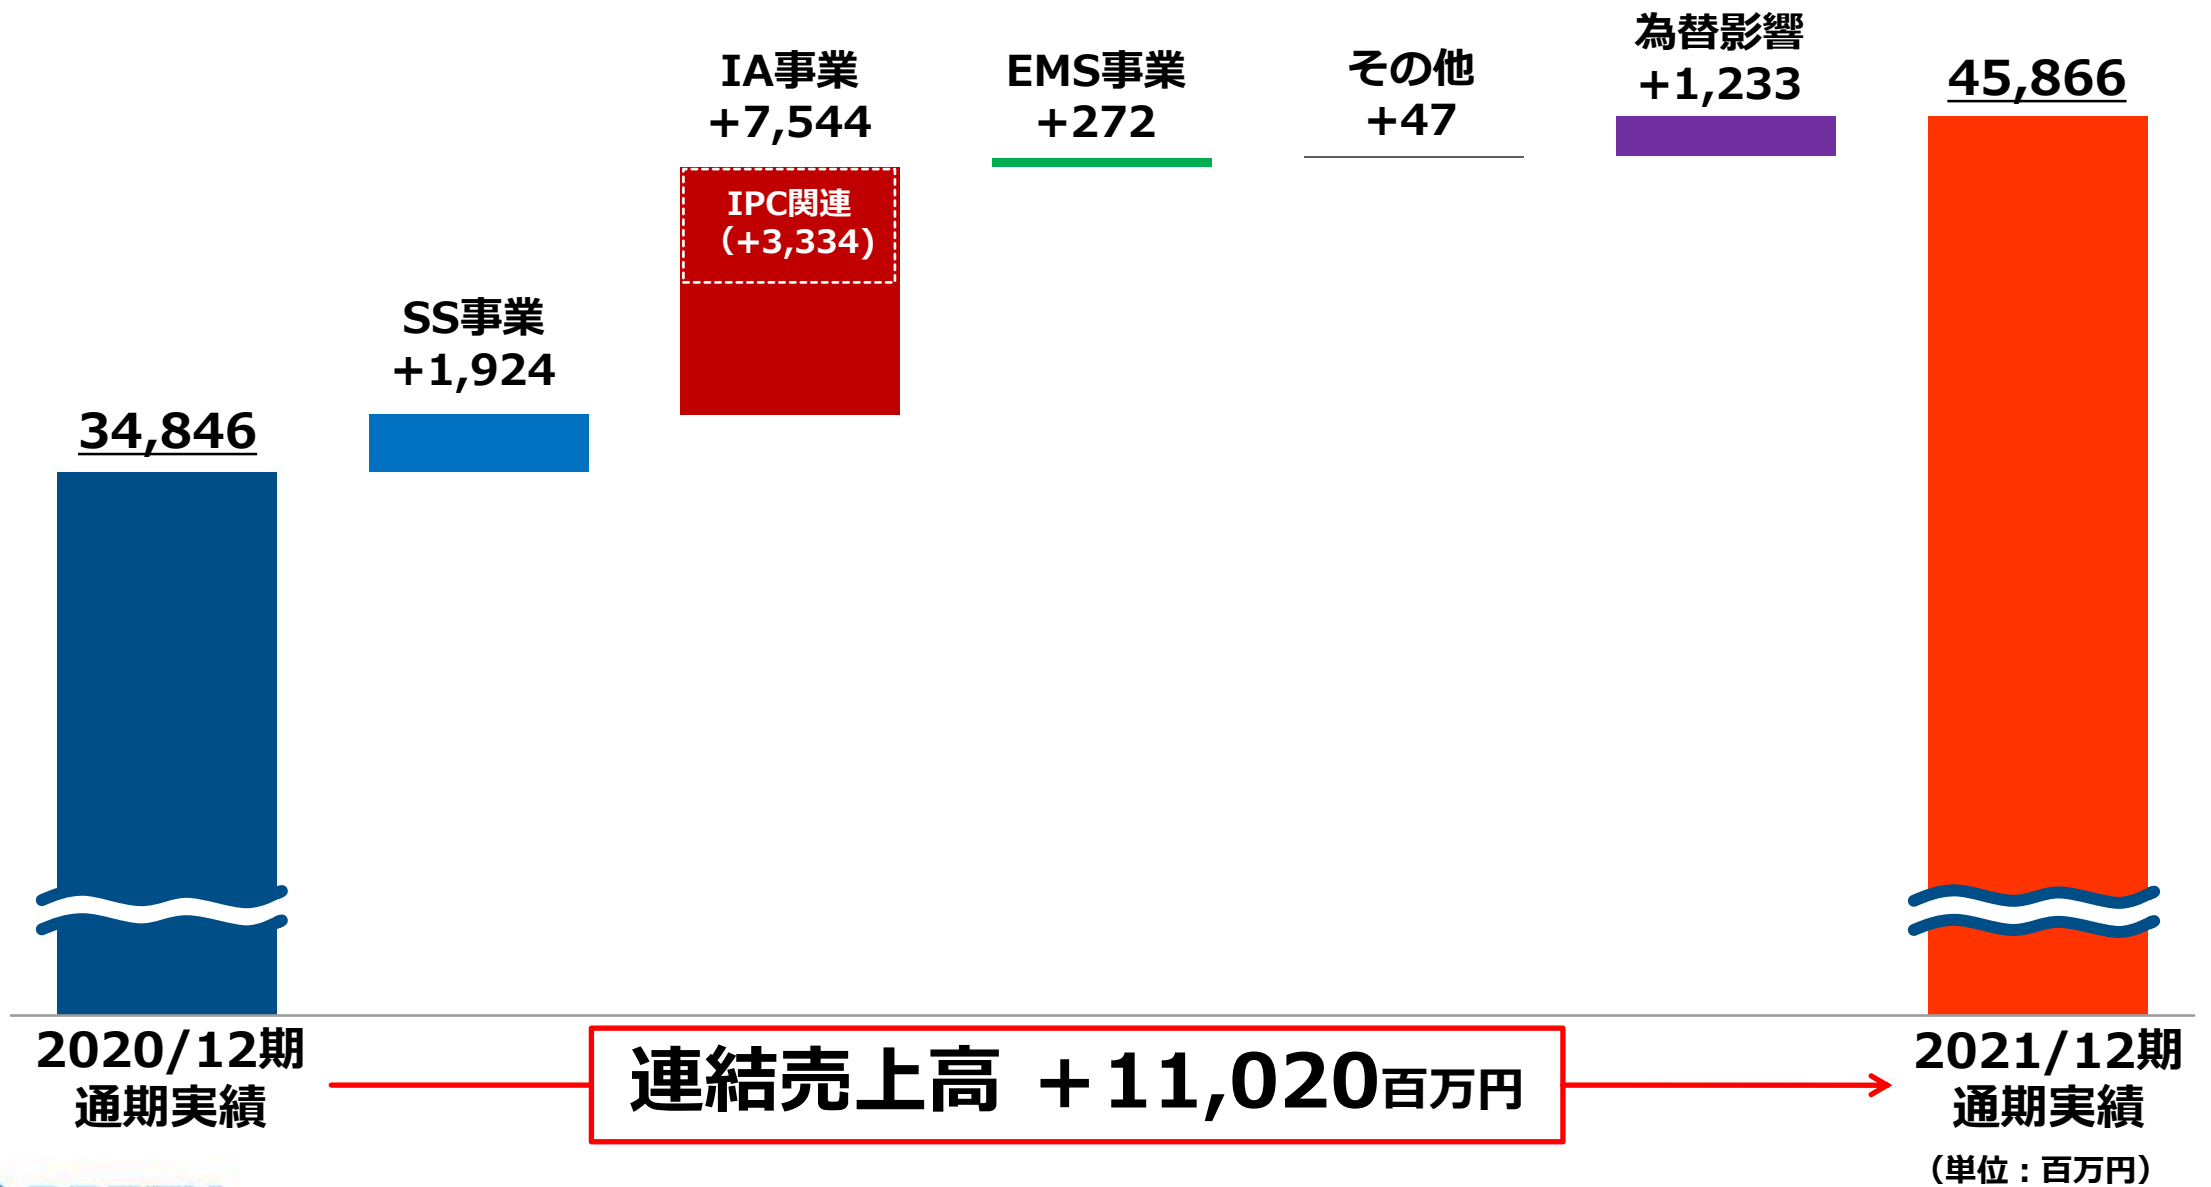 34,846
SS事業
+1,924
IA事業
+7,544
IPC関連
（+3,334）
EMS事業
+272
その他
+47
為替影響
+1,233
45,866
2020/12期
通期実績
連結売上高 +11,020百万円
2021/12期
通期実績
（単位：百万円）